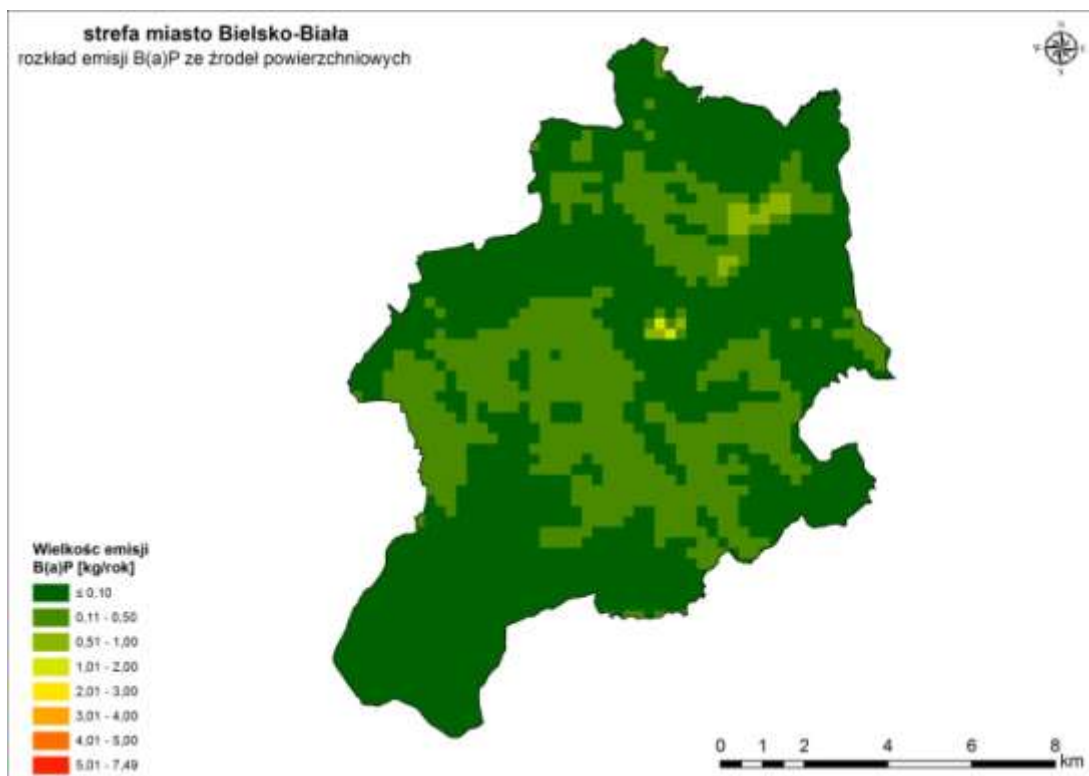 strefa miasto Bielsko-Biała
rozkład emisji B(a)P ze źrodeł powierzchniowych
N
Wielkośc emisji
B(a)P [kg/rok]
≤ 0,10
0,11 - 0,50
0,51 - 1,00
1,01 - 2,00
2,01 - 3,00
3,01 - 4,00
4,01 - 5,00
5,01 - 7,49
0 1 2 4 6 8
km